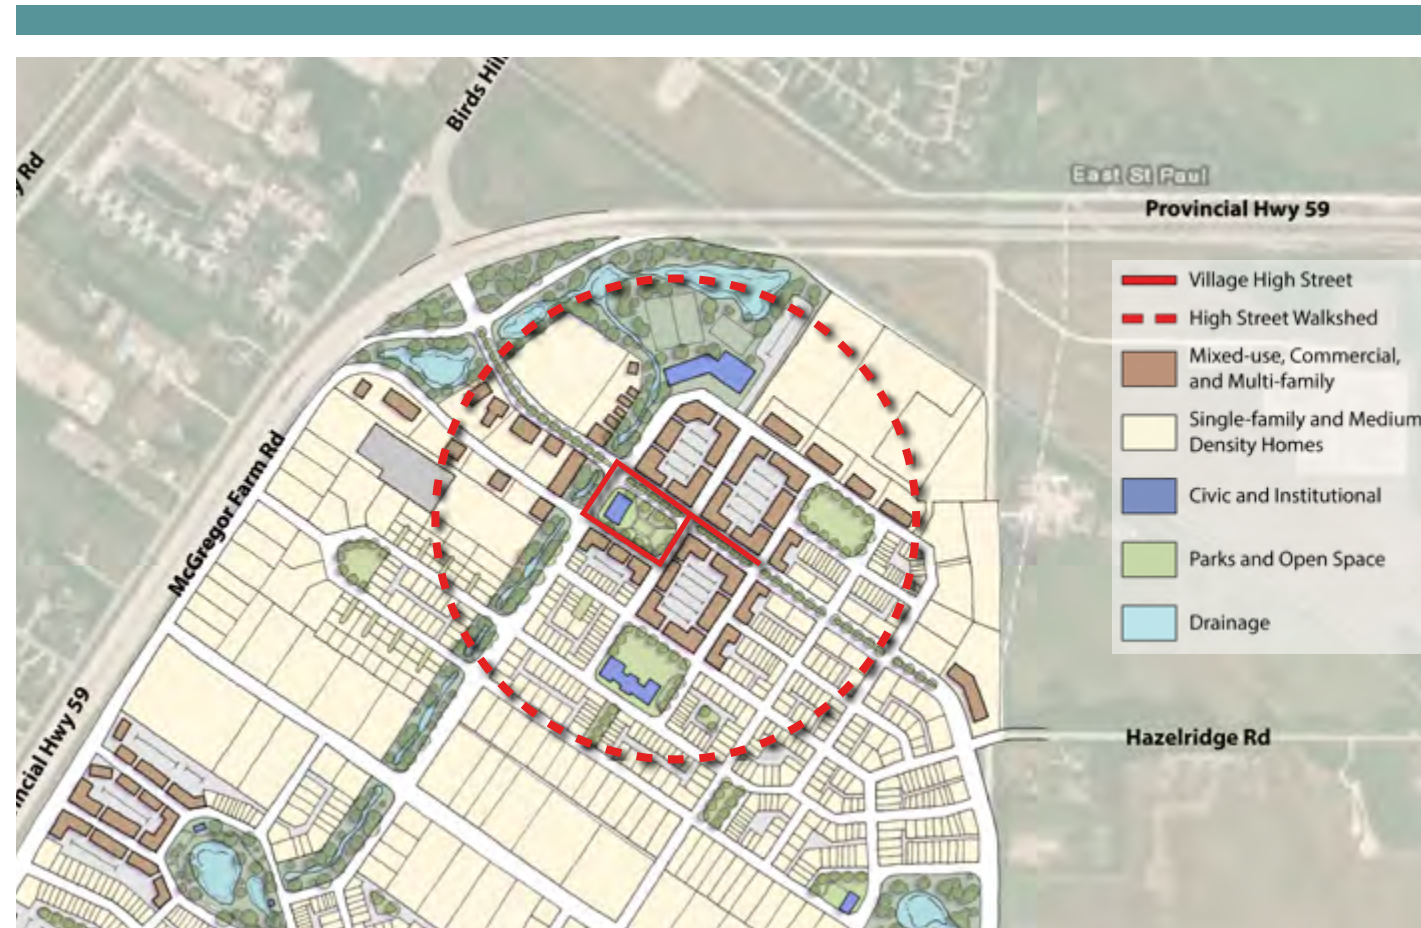 Birds Hil
y Rd
East St Paul
Provincial Hwy 59
Village High Street
High Street Walkshed
Mixed-use, Commercial,
and Multi-family
Single-family and Medium
Density Homes
Civic and Institutional
Parks and Open Space
Drainage
McGregor Farm Rd
incial Hwy 59
Hazelridge Rd